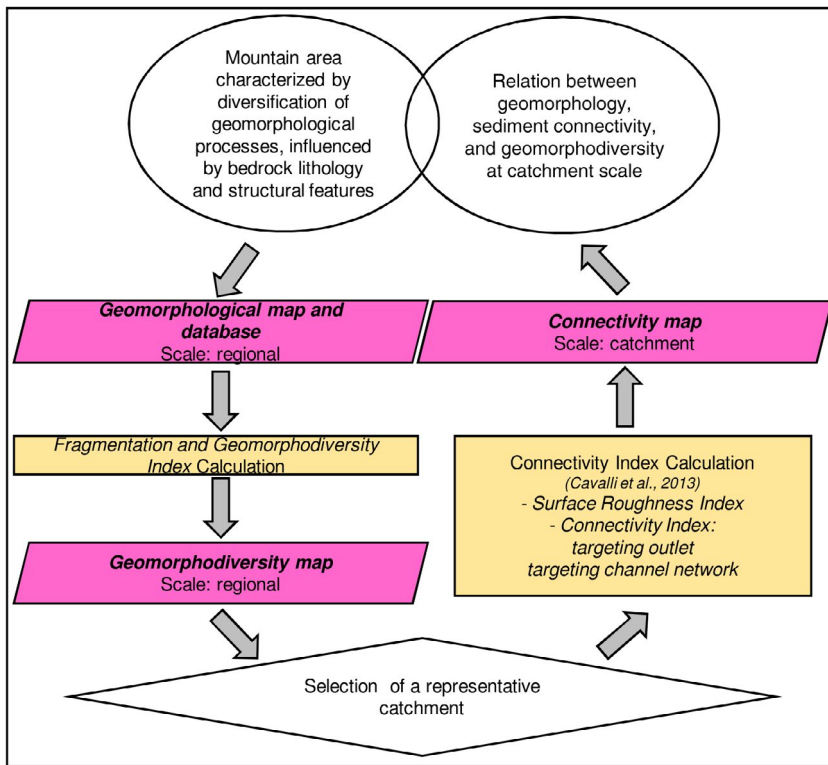 Mountain area
characterized by
diversification of
geomorphological
processes, influenced
by bedrock lithology
and structural features
Relation between
geomorphology,
sediment connectivity,
and geomorphodiversity
at catchment scale
Geomorphological map and
database
Scale: regional
Connectivity map
Scale: catchment
Fragmentation and Geomorphodiversity
Index Calculation
Geomorphodiversity map
Scale: regional
Connectivity Index Calculation
(Cavalli et al., 2013)
- Surface Roughness Index
- Connectivity Index:
targeting outlet
targeting channel network
Selection of a representative
catchment